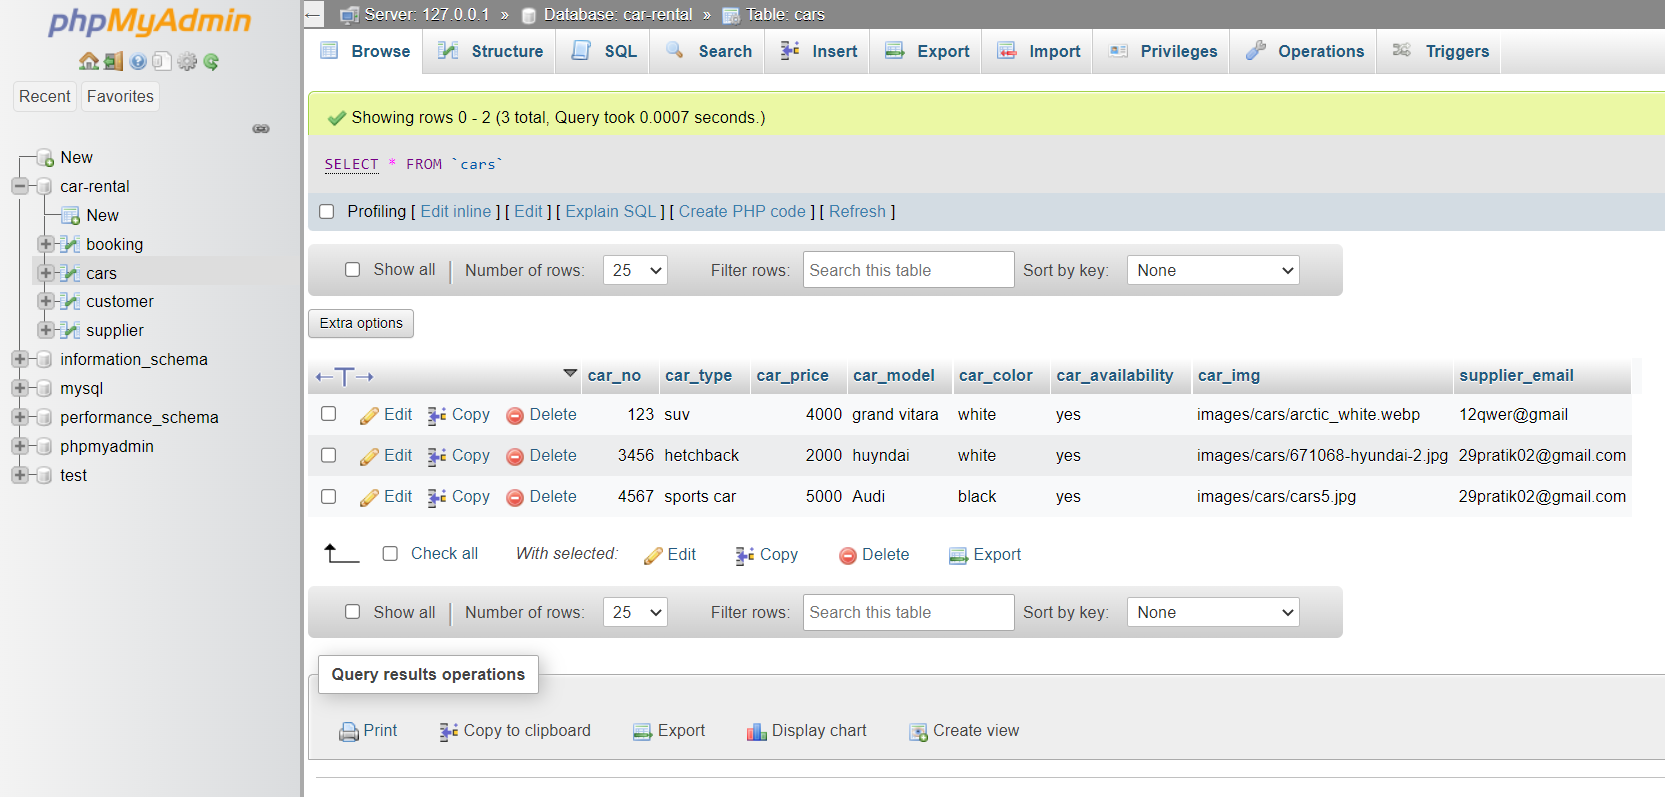 phpMyAdmin
Recent Favorites
New
car-rental
New
booking
cars
customer
supplier
information_schema
mysql
performance_schema
phpmyadmin
test
Server: 127.0.0.1 » Database: car-rental » Table: cars
Browse Structure SQL Search Insert Export Import Privileges Operations Triggers
Showing rows 0 - 2 (3 total, Query took 0.0007 seconds.)
SELECT * FROM `cars`
Profiling [ Edit inline ] [ Edit ] [ Explain SQL ] [ Create PHP code ] [ Refresh ]
Show all Number of rows: 25 Filter rows: Search this table Sort by key: None
Extra options
←T→ car_no car_type car_price car_model car_color car_availability car_img supplier_email
Edit Copy Delete 123 suv 4000 grand vitara white yes images/cars/arctic_white.webp 12qwer@gmail
Edit Copy Delete 3456 hetchback 2000 huyndai white yes images/cars/671068-hyundai-2.jpg 29pratik02@gmail.com
Edit Copy Delete 4567 sports car 5000 Audi black yes images/cars/cars5.jpg 29pratik02@gmail.com
Check all With selected: Edit Copy Delete Export
Show all Number of rows: 25 Filter rows: Search this table Sort by key: None
Query results operations
Print Copy to clipboard Export Display chart Create view